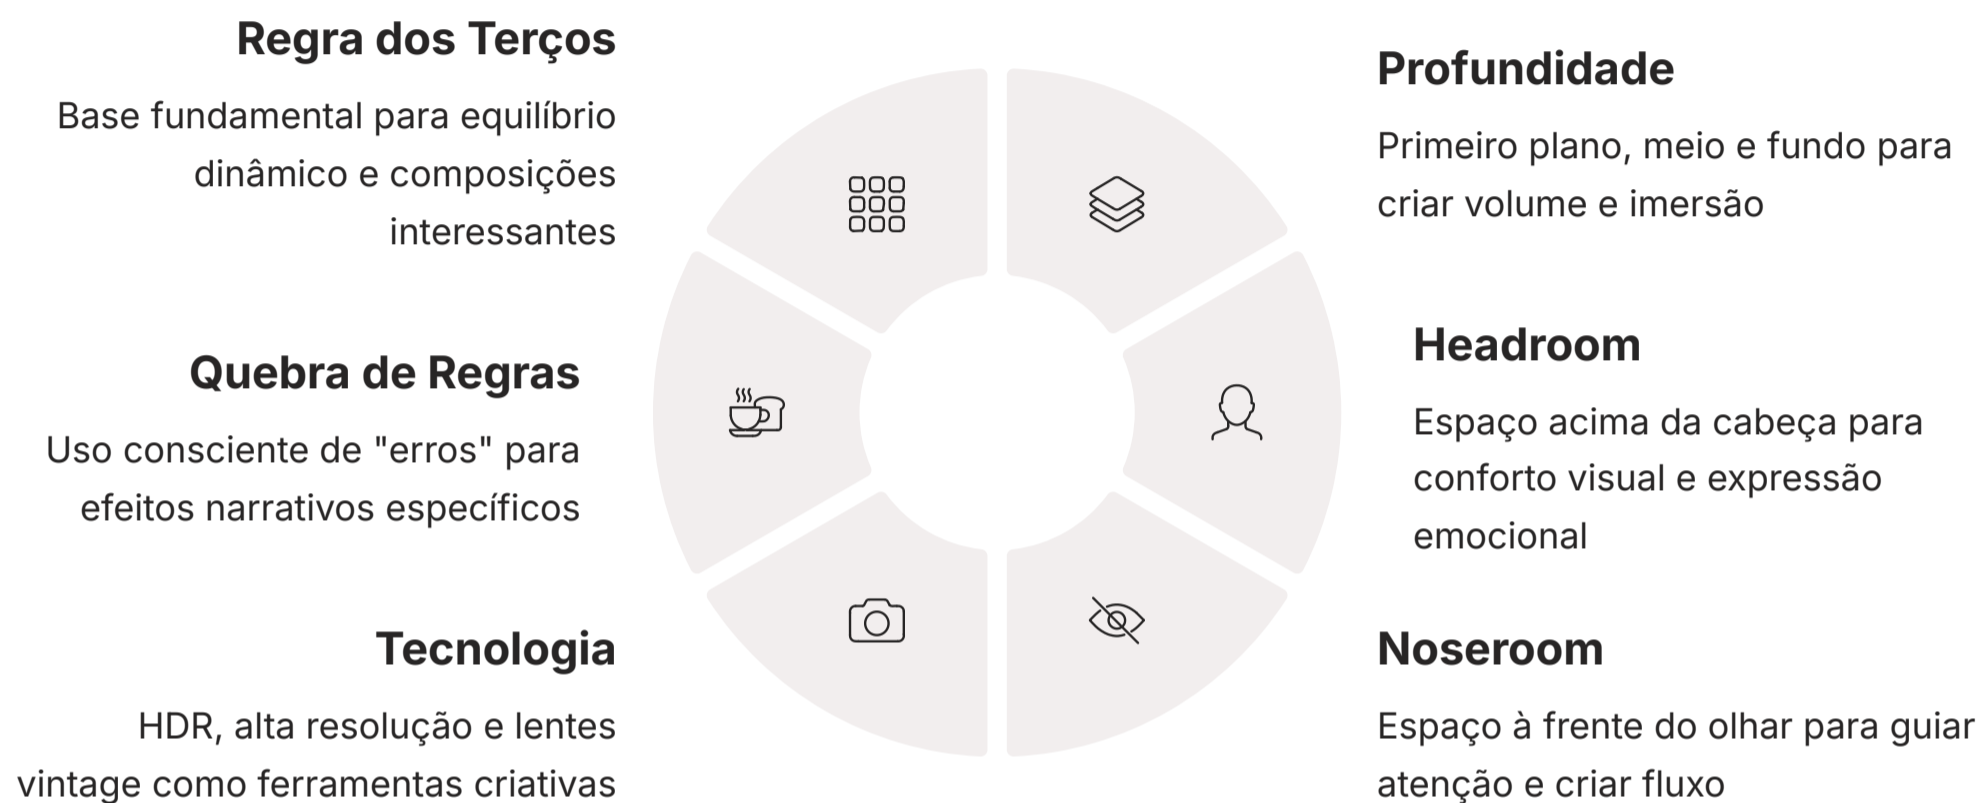 Regra dos Terços
Base fundamental para equilíbrio
dinâmico e composições
interessantes
Profundidade
Primeiro plano, meio e fundo para
criar volume e imersão
Quebra de Regras
Uso consciente de "erros" para
efeitos narrativos específicos
Headroom
Espaço acima da cabeça para
conforto visual e expressão
emocional
Tecnologia
HDR, alta resolução e lentes
vintage como ferramentas criativas
Noseroom
Espaço à frente do olhar para guiar
atenção e criar fluxo